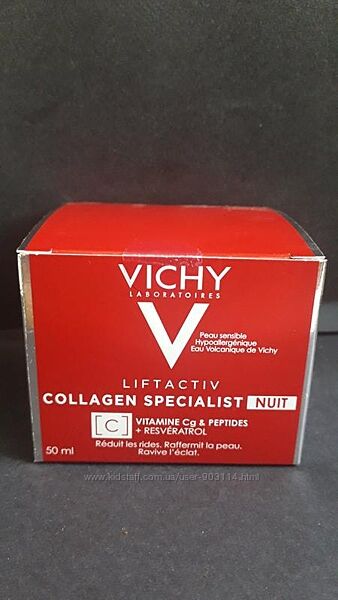 VICHY
LABORATOIRES
Peau sensible
Hypoallergénique
Eau Volcanique de Vichy
LIFTACTIV
COLLAGEN SPECIALIST NUIT
[C] VITAMINE Cg & PEPTIDES
+ RESVÉRATROL
Réduit les rides. Raffermit la peau.
Ravive l'éclat.
50 ml
www.kidstaff.com.ua/user-903114.html